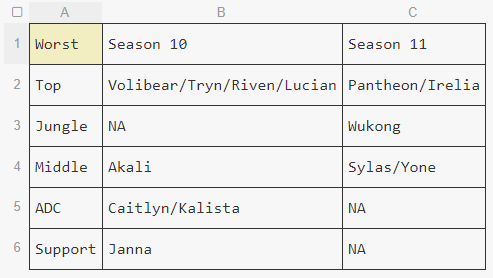 A B C
1 Worst Season 10 Season 11
2 Top Volibear/Tryn/Riven/Lucian Pantheon/Irelia
3 Jungle NA Wukong
4 Middle Akali Sylas/Yone
5 ADC Caitlyn/Kalista NA
6 Support Janna NA